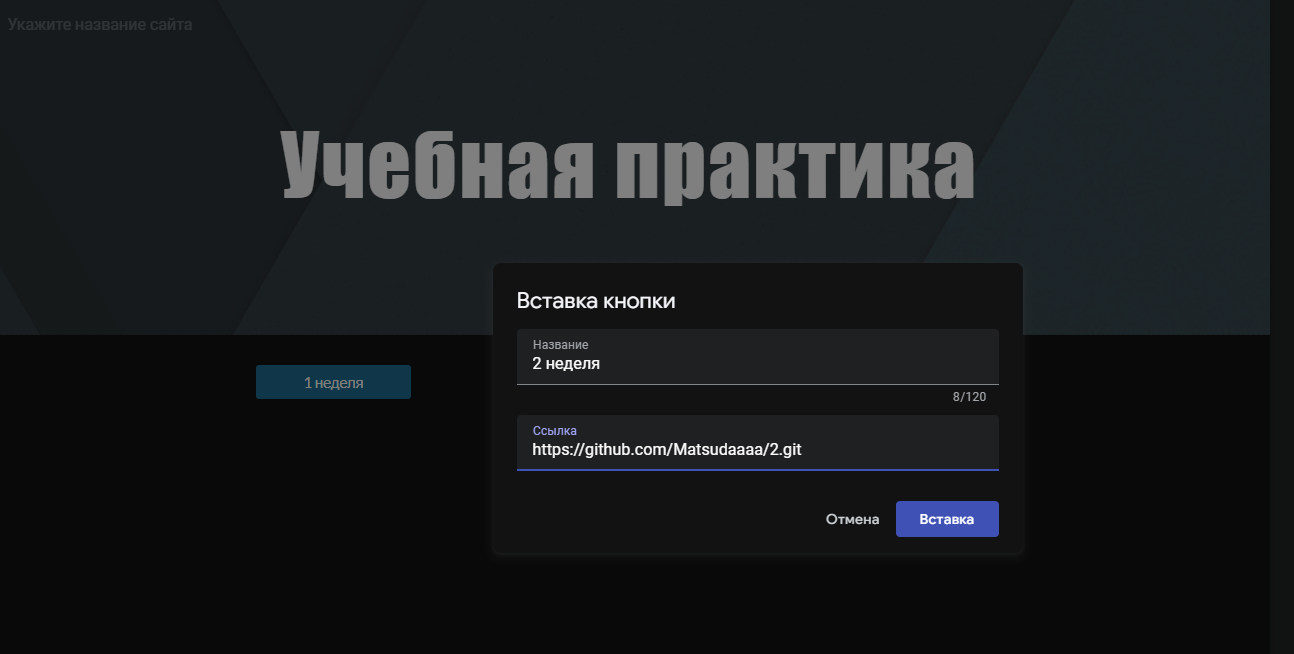 Укажите название сайта
Учебная практика
Вставка кнопки
Название
2 неделя
1 неделя
8/120
Ссылка
https://github.com/Matsudaaaa/2.git
Отмена
Вставка